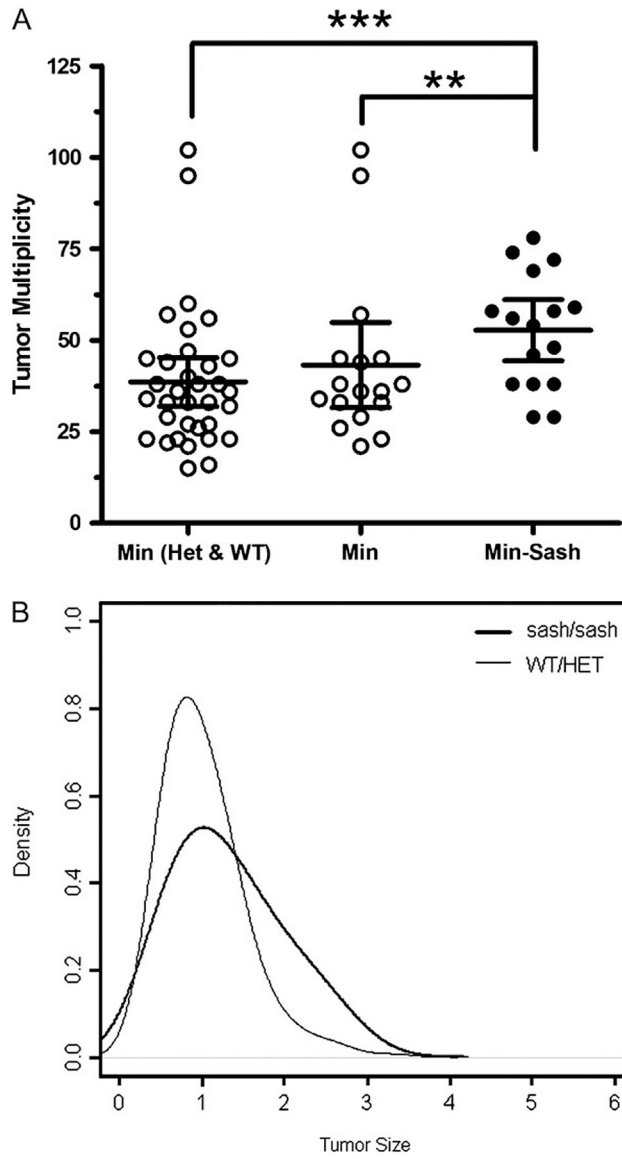 A
***
**
125
100
75
50
25
0
Tumor Multiplicity
Min (Het & WT) Min Min-Sash
B
sash/sash
WT/HET
1.0
0.8
0.6
0.4
0.2
0.0
Density
0 1 2 3 4 5 6
Tumor Size